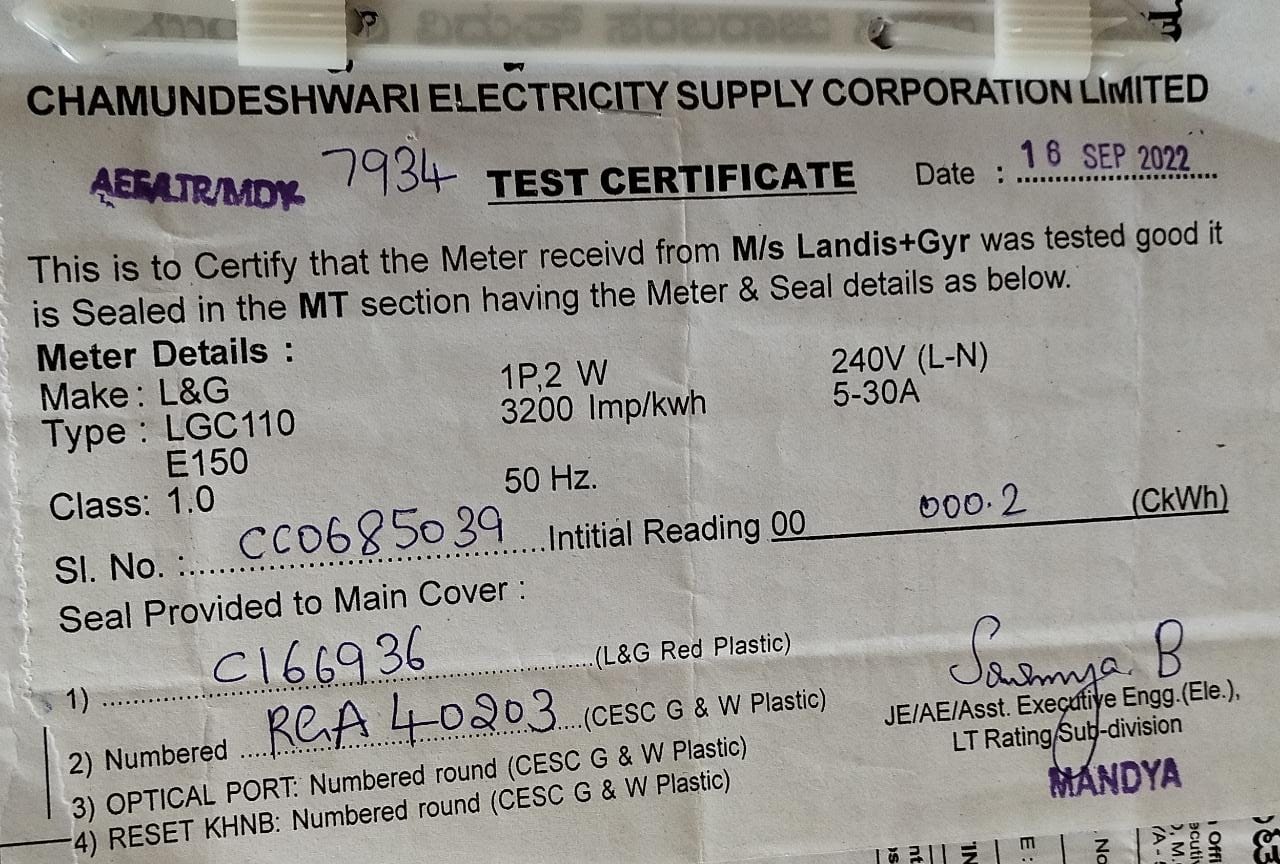 CHAMUNDESHWARI ELECTRICITY SUPPLY CORPORATION LIMITED
7934 TEST CERTIFICATE Date : 16 SEP 2022
This is to Certify that the Meter receivd from M/s Landis+Gyr was tested good it
is Sealed in the MT section having the Meter & Seal details as below.
Meter Details :
Make : L&G 1P,2 W 240V (L-N)
Type : LGC110 3200 Imp/kwh 5-30A
E150
Class: 1.0 50 Hz.
Sl. No. : CC0685039 Intitial Reading 00 000.2 (CkWh)
Seal Provided to Main Cover :
1) C166936 (L&G Red Plastic)
2) Numbered RGA 40203 (CESC G & W Plastic)
3) OPTICAL PORT: Numbered round (CESC G & W Plastic)
4) RESET KHNB: Numbered round (CESC G & W Plastic)
Sowmya B
JE/AE/Asst. Executive Engg.(Ele.),
LT Rating Sub-division
MANDYA